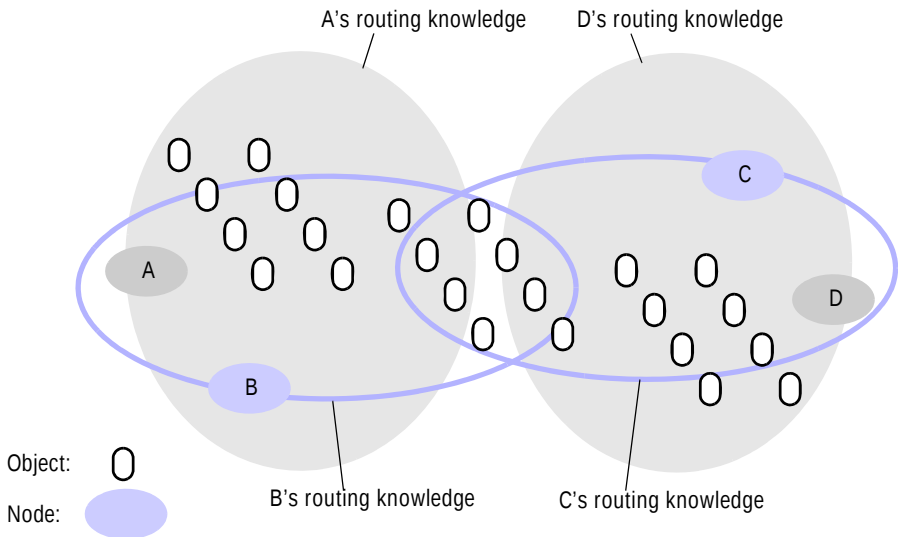 A's routing knowledge
D's routing knowledge
C
A
D
B
Object:
B's routing knowledge
C's routing knowledge
Node: